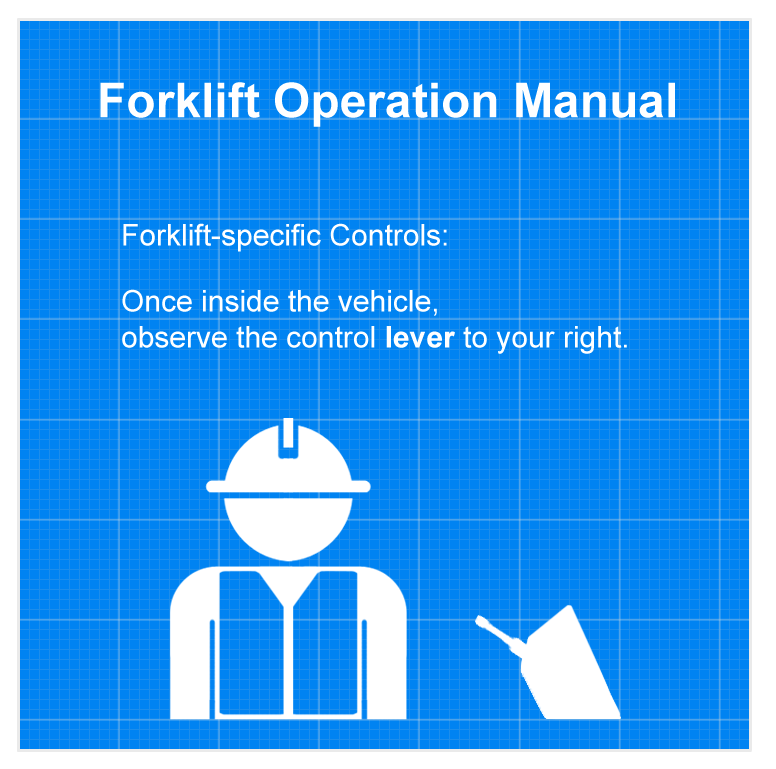 Forklift Operation Manual
Forklift-specific Controls:
Once inside the vehicle,
observe the control lever to your right.